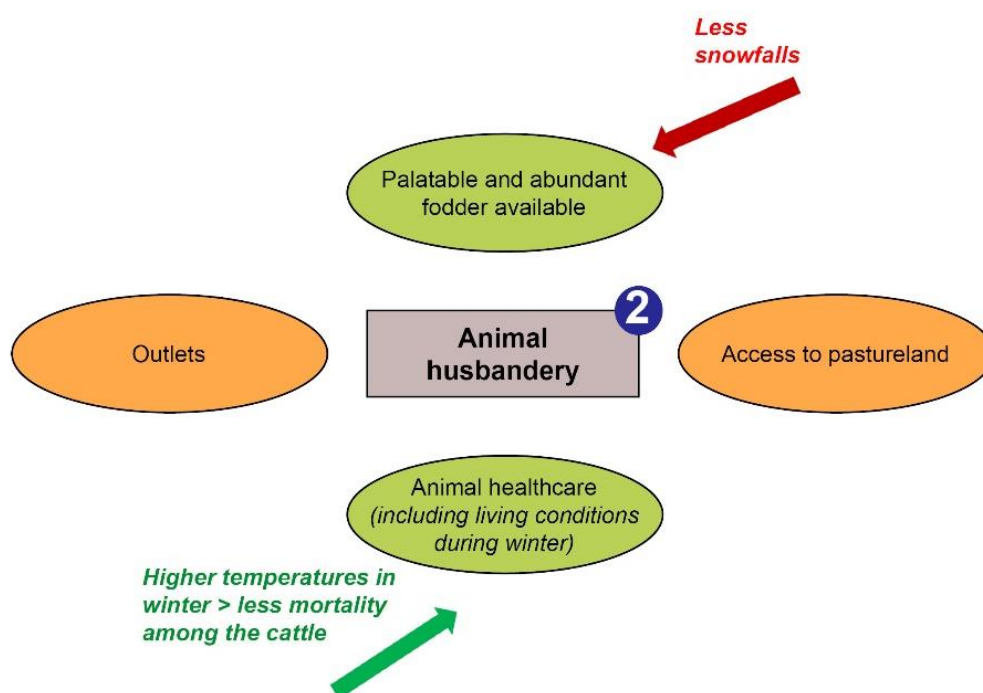 Less
snowfalls
Palatable and abundant
fodder available
2
Outlets
Animal
husbandery
Access to pastureland
Animal healthcare
(including living conditions
during winter)
Higher temperatures in
winter > less mortality
among the cattle